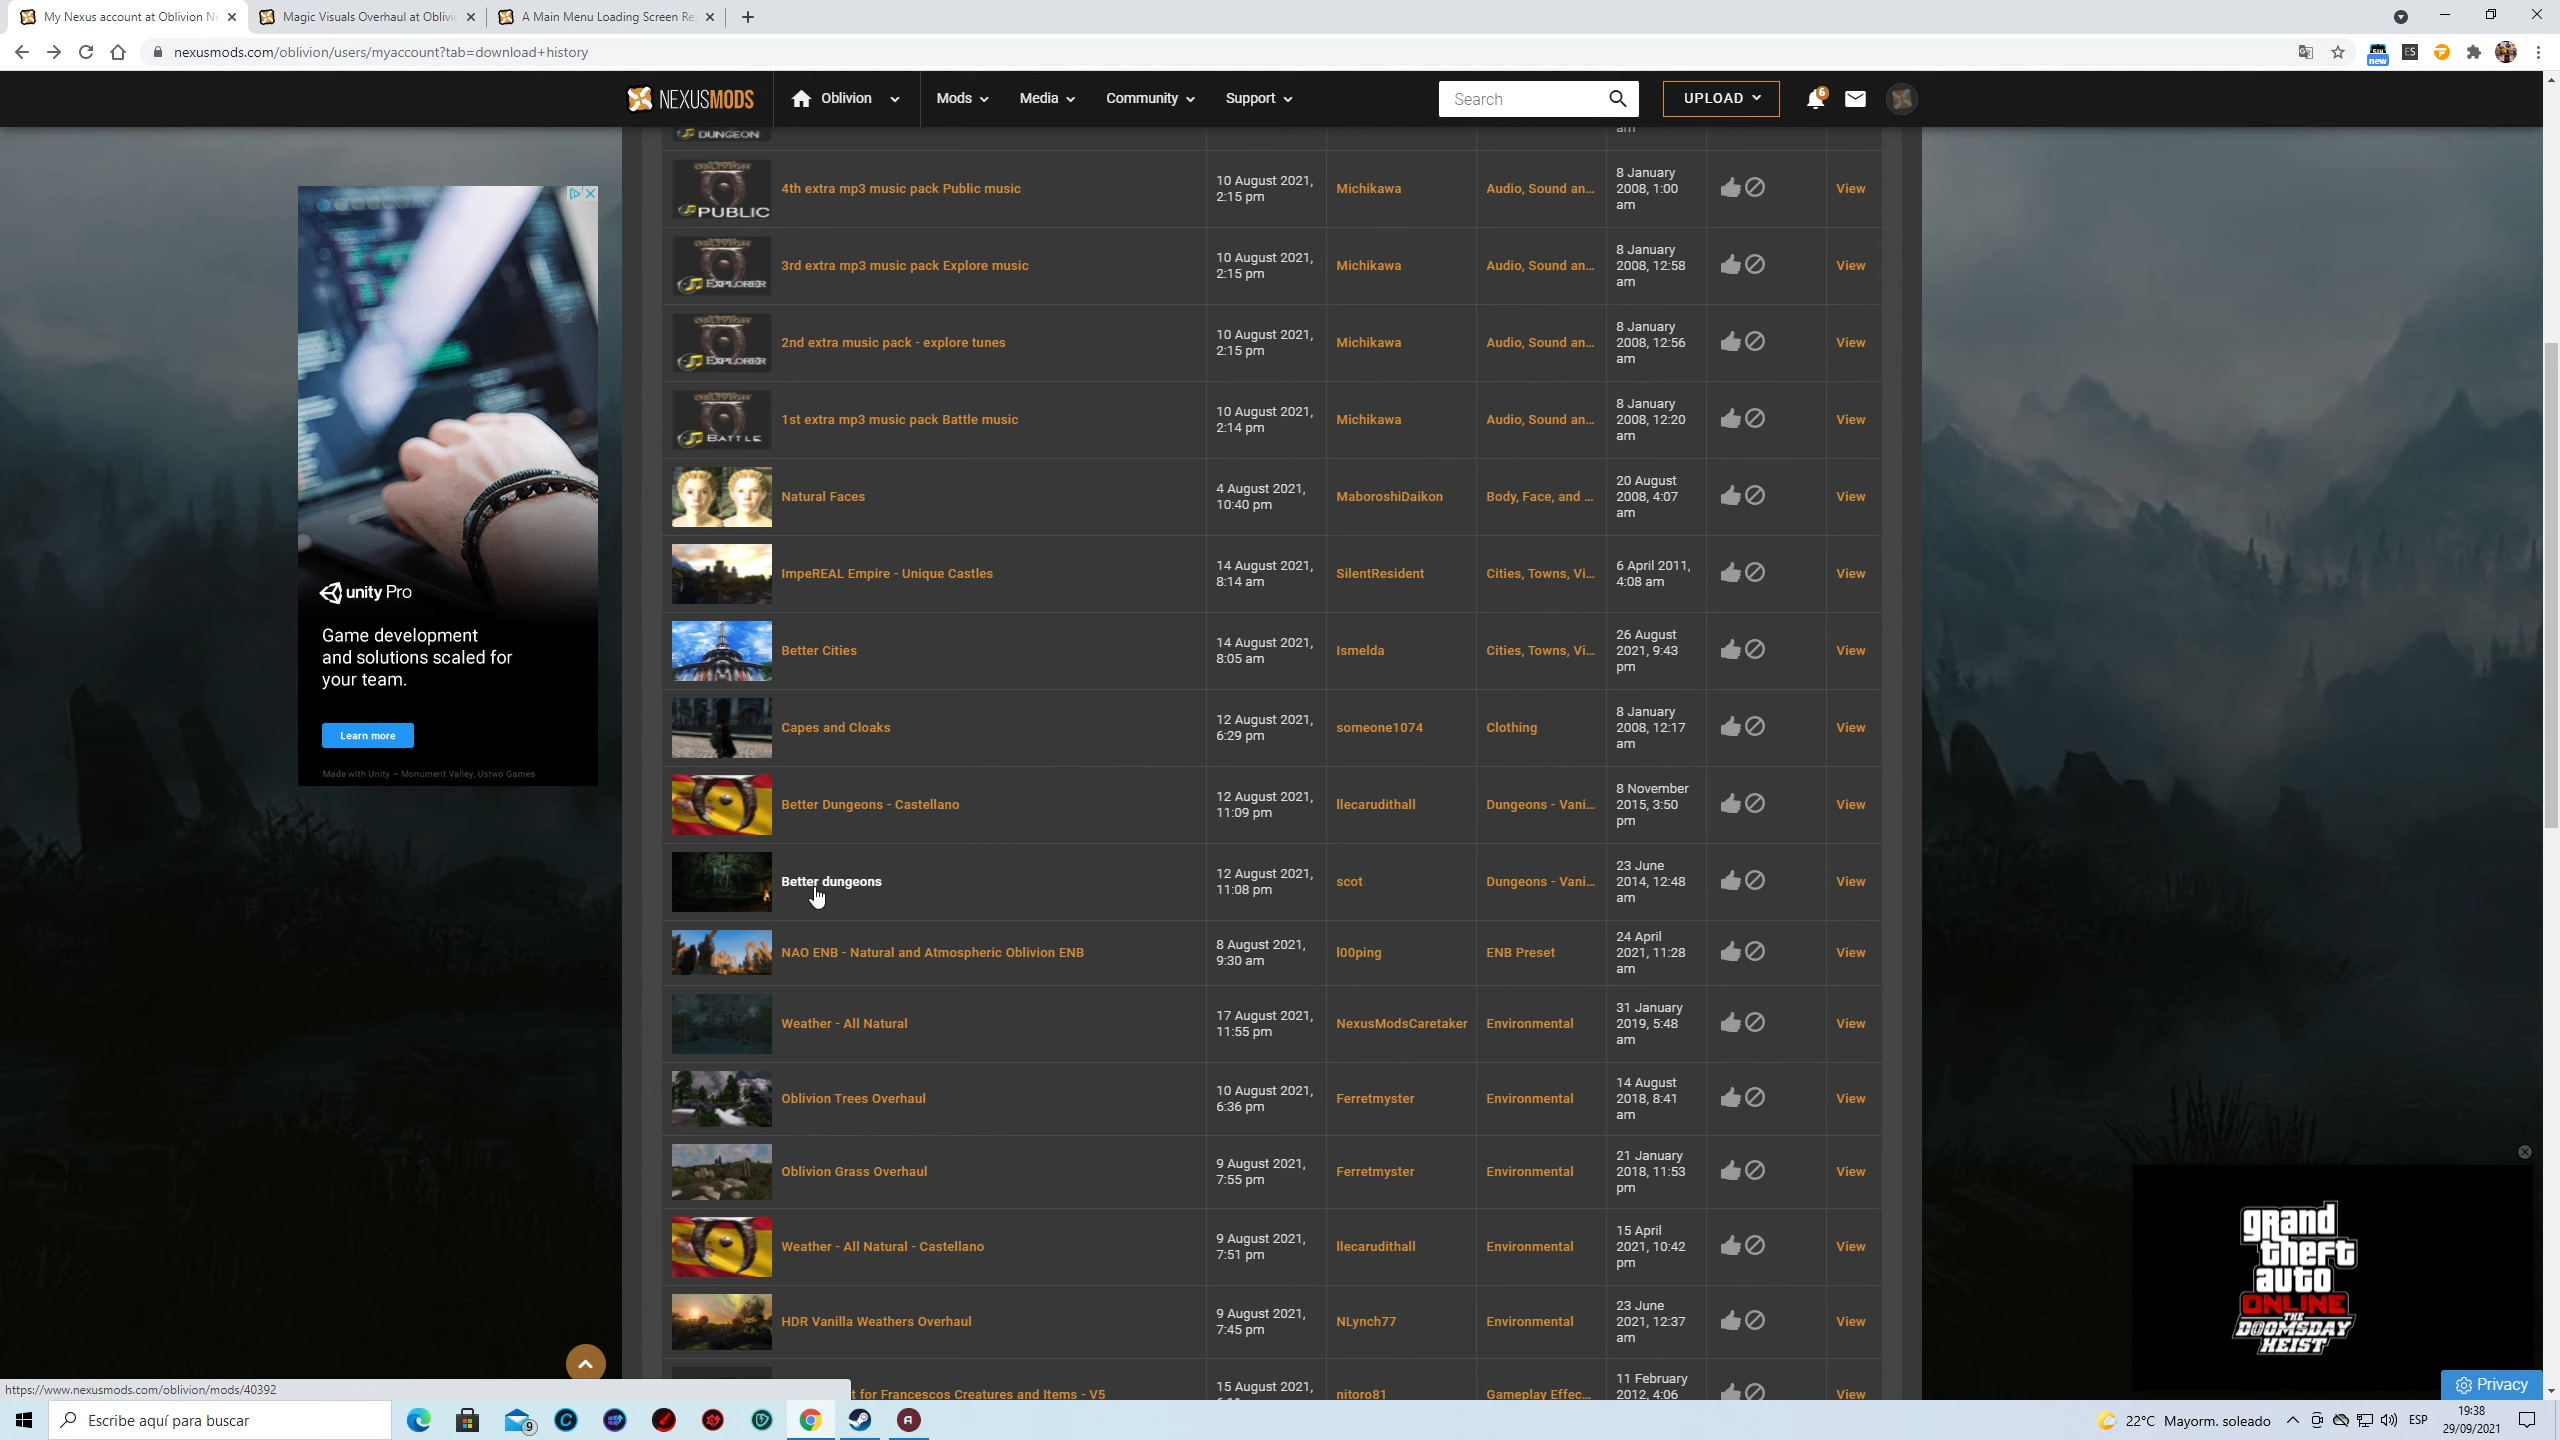 My Nexus account at Oblivion Ne
Magic Visuals Overhaul at Oblivio
A Main Menu Loading Screen Re
nexusmods.com/oblivion/users/myaccount?tab=download+history
new
ES
NEXUSMODS
Oblivion
Mods
Media
Community
Support
Search
UPLOAD
6
DUNGEON
am
PUBLIC
4th extra mp3 music pack Public music
10 August 2021, 2:15 pm
Michikawa
Audio, Sound an...
8 January 2008, 1:00 am
View
EXPLORER
3rd extra mp3 music pack Explore music
10 August 2021, 2:15 pm
Michikawa
Audio, Sound an...
8 January 2008, 12:58 am
View
EXPLORER
2nd extra music pack - explore tunes
10 August 2021, 2:15 pm
Michikawa
Audio, Sound an...
8 January 2008, 12:56 am
View
BATTLE
1st extra mp3 music pack Battle music
10 August 2021, 2:14 pm
Michikawa
Audio, Sound an...
8 January 2008, 12:20 am
View
Natural Faces
4 August 2021, 10:40 pm
MaboroshiDaikon
Body, Face, and ...
20 August 2008, 4:07 am
View
ImpeREAL Empire - Unique Castles
14 August 2021, 8:14 am
SilentResident
Cities, Towns, Vi...
6 April 2011, 4:08 am
View
Better Cities
14 August 2021, 8:05 am
Ismelda
Cities, Towns, Vi...
26 August 2021, 9:43 pm
View
Capes and Cloaks
12 August 2021, 6:29 pm
someone1074
Clothing
8 January 2008, 12:17 am
View
Better Dungeons - Castellano
12 August 2021, 11:09 pm
llecarudithall
Dungeons - Vani...
8 November 2015, 3:50 pm
View
Better dungeons
12 August 2021, 11:08 pm
scot
Dungeons - Vani...
23 June 2014, 12:48 am
View
NAO ENB - Natural and Atmospheric Oblivion ENB
8 August 2021, 9:30 am
l00ping
ENB Preset
24 April 2021, 11:28 am
View
Weather - All Natural
17 August 2021, 11:55 pm
NexusModsCaretaker
Environmental
31 January 2019, 5:48 am
View
Oblivion Trees Overhaul
10 August 2021, 6:36 pm
Ferretmyster
Environmental
14 August 2018, 8:41 am
View
Oblivion Grass Overhaul
9 August 2021, 7:55 pm
Ferretmyster
Environmental
21 January 2018, 11:53 pm
View
Weather - All Natural - Castellano
9 August 2021, 7:51 pm
llecarudithall
Environmental
15 April 2021, 10:42 pm
View
HDR Vanilla Weathers Overhaul
9 August 2021, 7:45 pm
NLynch77
Environmental
23 June 2021, 12:37 am
View
t for Francescos Creatures and Items - V5
15 August 2021,
nitoro81
Gameplay Effec...
11 February 2012, 4:06
View
unity Pro
Game development
and solutions scaled for
your team.
Learn more
Made with Unity – Monument Valley, Ustwo Games
grand
theft
auto
ONLINE
THE
DOOMSDAY
HEIST
Privacy
https://www.nexusmods.com/oblivion/mods/40392
Escribe aquí para buscar
9
22°C Mayorm. soleado
ESP
19:38
29/09/2021